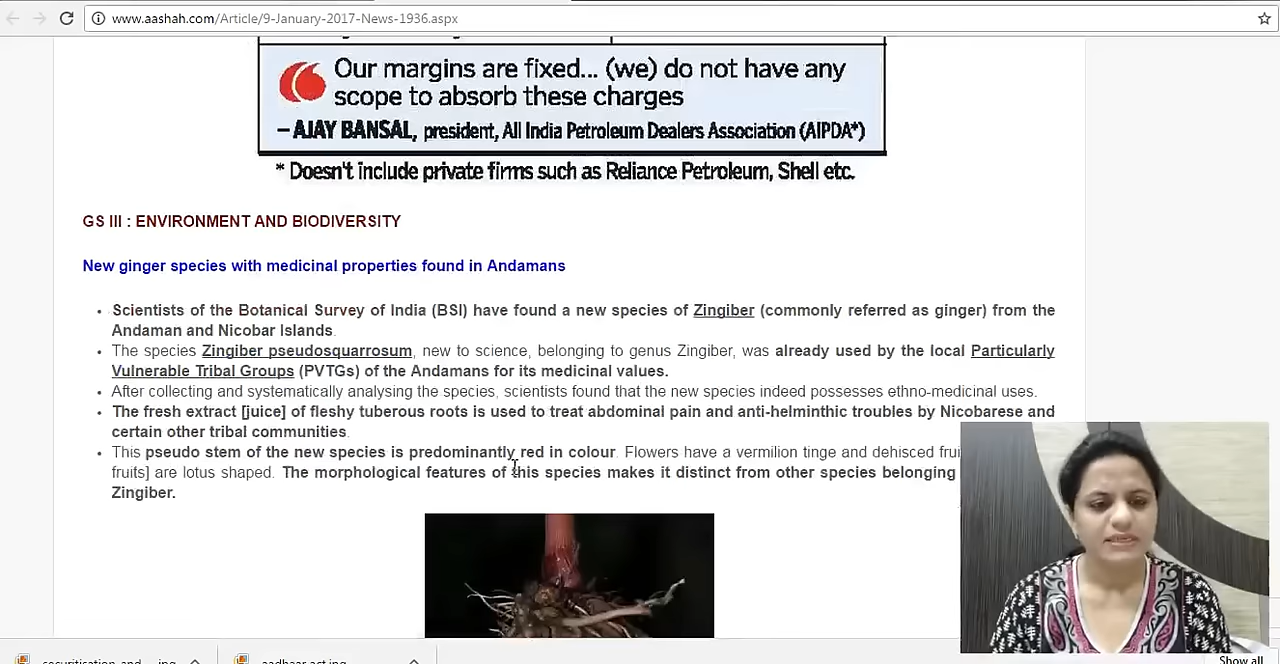 www.aashah.com/Article/9-January-2017-News-1936.aspx
Our margins are fixed... (we) do not have any
scope to absorb these charges
– AJAY BANSAL, president, All India Petroleum Dealers Association (AIPDA*)
* Doesn't include private firms such as Reliance Petroleum, Shell etc.
GS III : ENVIRONMENT AND BIODIVERSITY
New ginger species with medicinal properties found in Andamans
• Scientists of the Botanical Survey of India (BSI) have found a new species of Zingiber (commonly referred as ginger) from the
Andaman and Nicobar Islands.
• The species Zingiber pseudosquarrosum, new to science, belonging to genus Zingiber, was already used by the local Particularly
Vulnerable Tribal Groups (PVTGs) of the Andamans for its medicinal values.
• After collecting and systematically analysing the species, scientists found that the new species indeed possesses ethno-medicinal uses.
• The fresh extract [juice] of fleshy tuberous roots is used to treat abdominal pain and anti-helminthic troubles by Nicobarese and
certain other tribal communities.
• This pseudo stem of the new species is predominantly red in colour. Flowers have a vermilion tinge and dehisced
fruits] are lotus shaped. The morphological features of this species makes it distinct from other species belonging
Zingiber.
Show all